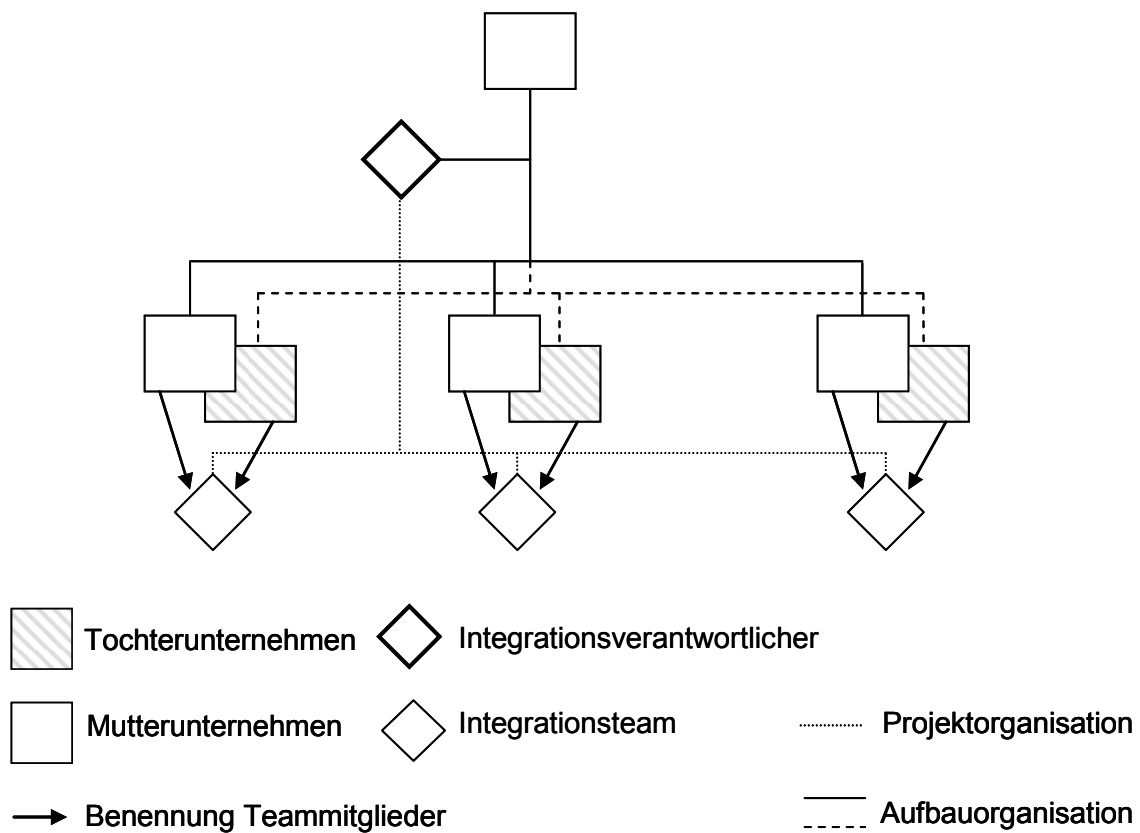 Tochterunternehmen
Integrationsverantwortlicher
Mutterunternehmen
Integrationsteam
Projektorganisation
Benennung Teammitglieder
Aufbauorganisation